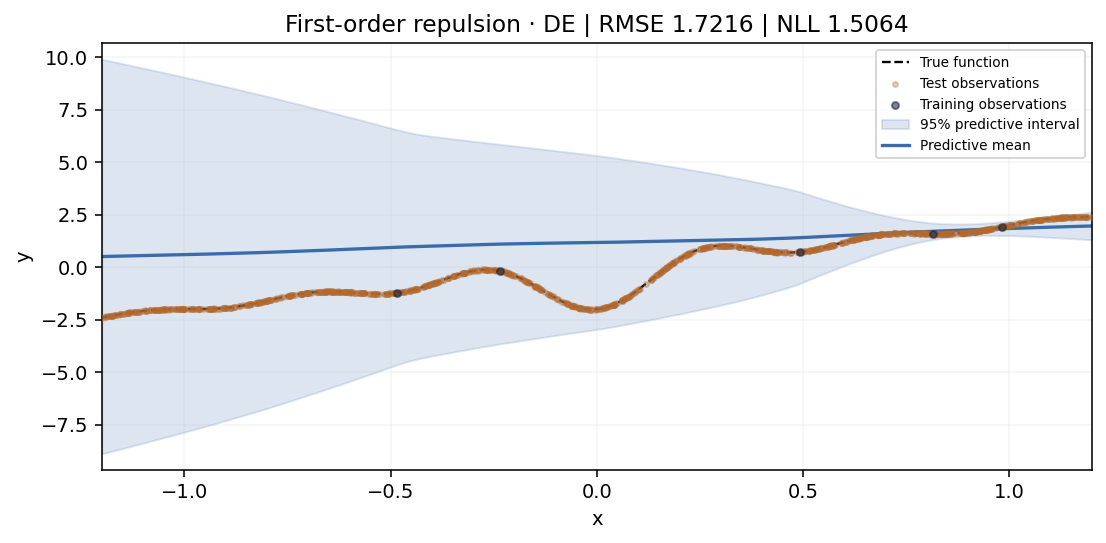 First-order repulsion · DE | RMSE 1.7216 | NLL 1.5064
True function
Test observations
Training observations
95% predictive interval
Predictive mean
y
10.0
7.5
5.0
2.5
0.0
−2.5
−5.0
−7.5
−1.0 −0.5 0.0 0.5 1.0
x